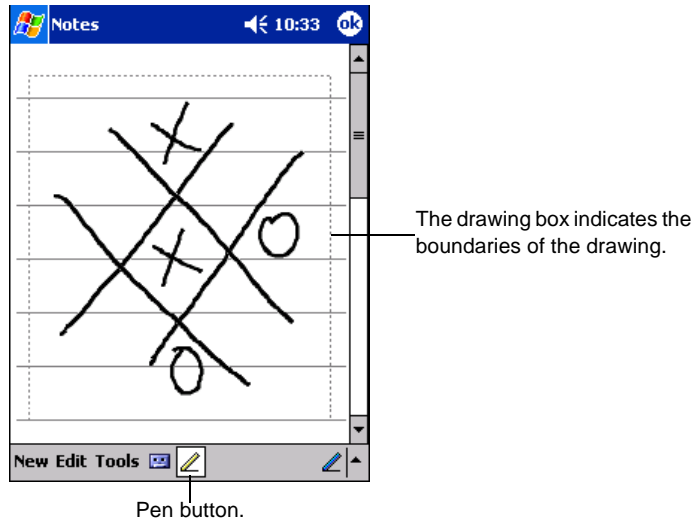 Notes 10:33 ok
X
O
X
The drawing box indicates the
boundaries of the drawing.
O
New Edit Tools
Pen button.